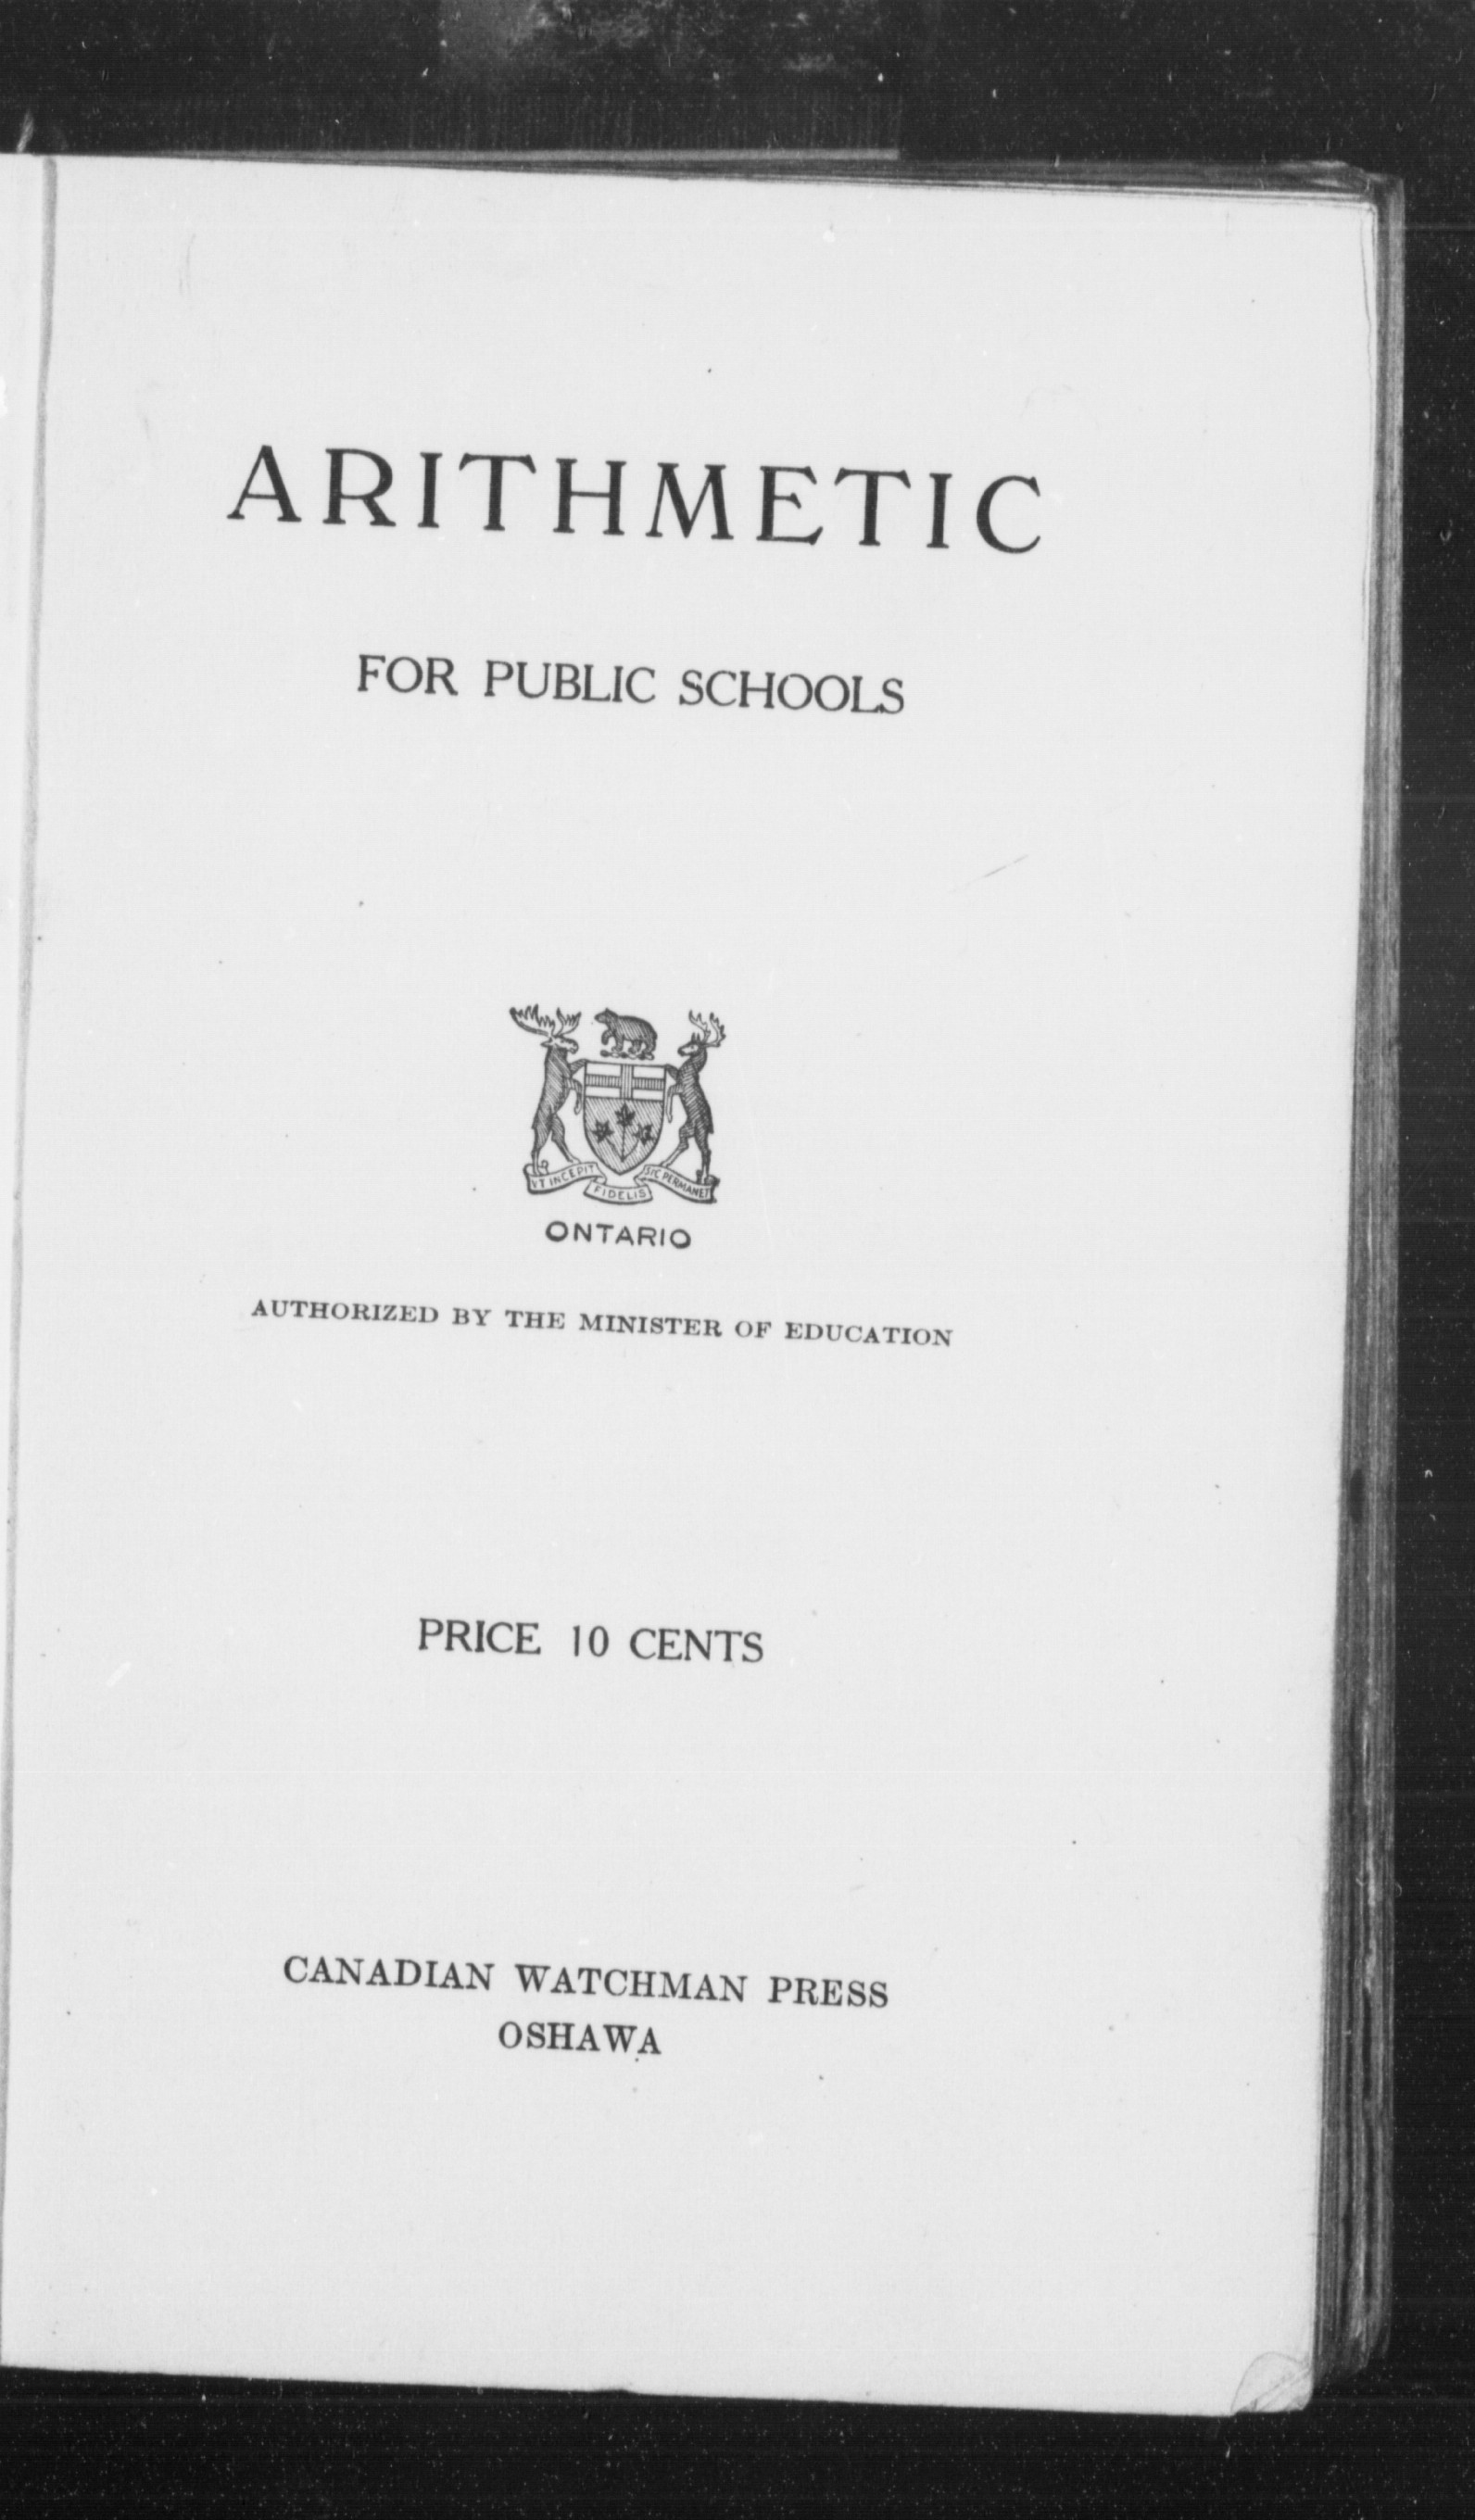 ARITHMETIC
FOR PUBLIC SCHOOLS
VT INCEPIT
FIDELIS
SIC PERMANET
ONTARIO
AUTHORIZED BY THE MINISTER OF EDUCATION
PRICE 10 CENTS
CANADIAN WATCHMAN PRESS
OSHAWA